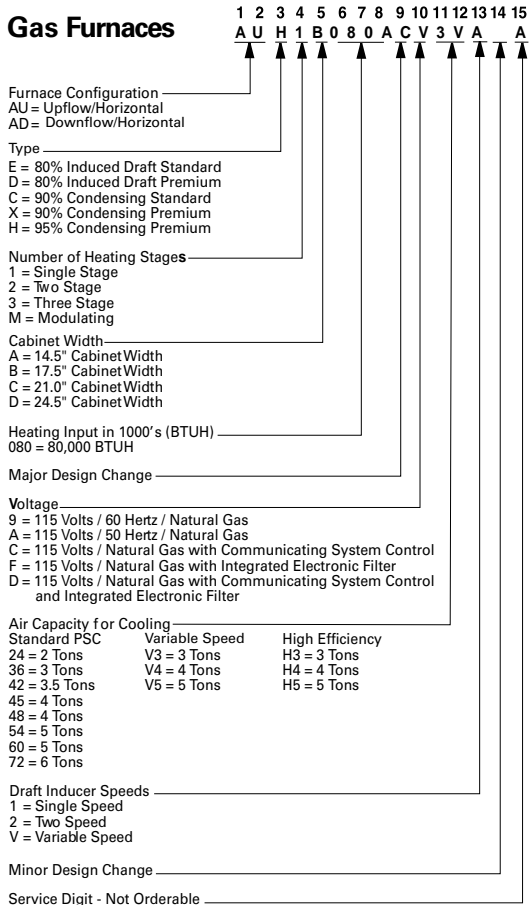 Gas Furnaces
1 2 3 4 5 6 7 8 9 10 11 12 13 14 15
A U H 1 B 0 8 0 A C V 3 V A A
Furnace Configuration
AU = Upflow/Horizontal
AD = Downflow/Horizontal
Type
E = 80% Induced Draft Standard
D = 80% Induced Draft Premium
C = 90% Condensing Standard
X = 90% Condensing Premium
H = 95% Condensing Premium
Number of Heating Stages
1 = Single Stage
2 = Two Stage
3 = Three Stage
M = Modulating
Cabinet Width
A = 14.5" Cabinet Width
B = 17.5" Cabinet Width
C = 21.0" Cabinet Width
D = 24.5" Cabinet Width
Heating Input in 1000's (BTUH)
080 = 80,000 BTUH
Major Design Change
Voltage
9 = 115 Volts / 60 Hertz / Natural Gas
A = 115 Volts / 50 Hertz / Natural Gas
C = 115 Volts / Natural Gas with Communicating System Control
F = 115 Volts / Natural Gas with Integrated Electronic Filter
D = 115 Volts / Natural Gas with Communicating System Control
and Integrated Electronic Filter
Air Capacity for Cooling
Standard PSC Variable Speed High Efficiency
24 = 2 Tons V3 = 3 Tons H3 = 3 Tons
36 = 3 Tons V4 = 4 Tons H4 = 4 Tons
42 = 3.5 Tons V5 = 5 Tons H5 = 5 Tons
45 = 4 Tons
48 = 4 Tons
54 = 5 Tons
60 = 5 Tons
72 = 6 Tons
Draft Inducer Speeds
1 = Single Speed
2 = Two Speed
V = Variable Speed
Minor Design Change
Service Digit - Not Orderable